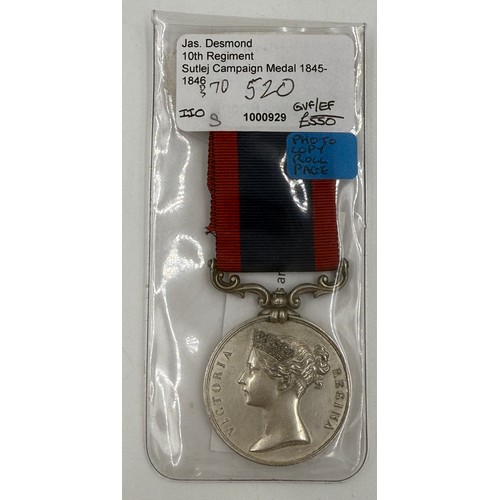 Jas. Desmond
10th Regiment
Sutlej Campaign Medal 1845-
1846
70 520
S 1000929 GVF/EF
£550
PHOTO
COPY
ROLL
PAGE
VICTORIA REGINA